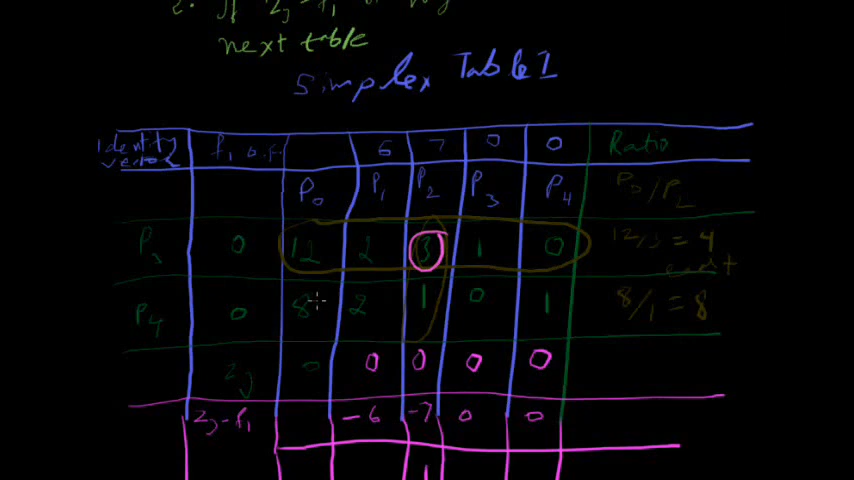 next table
Simplex Table 1
Identity vector P, o.f. 6 7 0 0 Ratio
P0 P1 P2 P3 P4 P0/P2
P3 0 12 2 3 1 0 12/3 = 4
P4 0 8 2 1 0 1 8/1 = 8
Zj 0 0 0 0 0
Zj - P, -6 -7 0 0